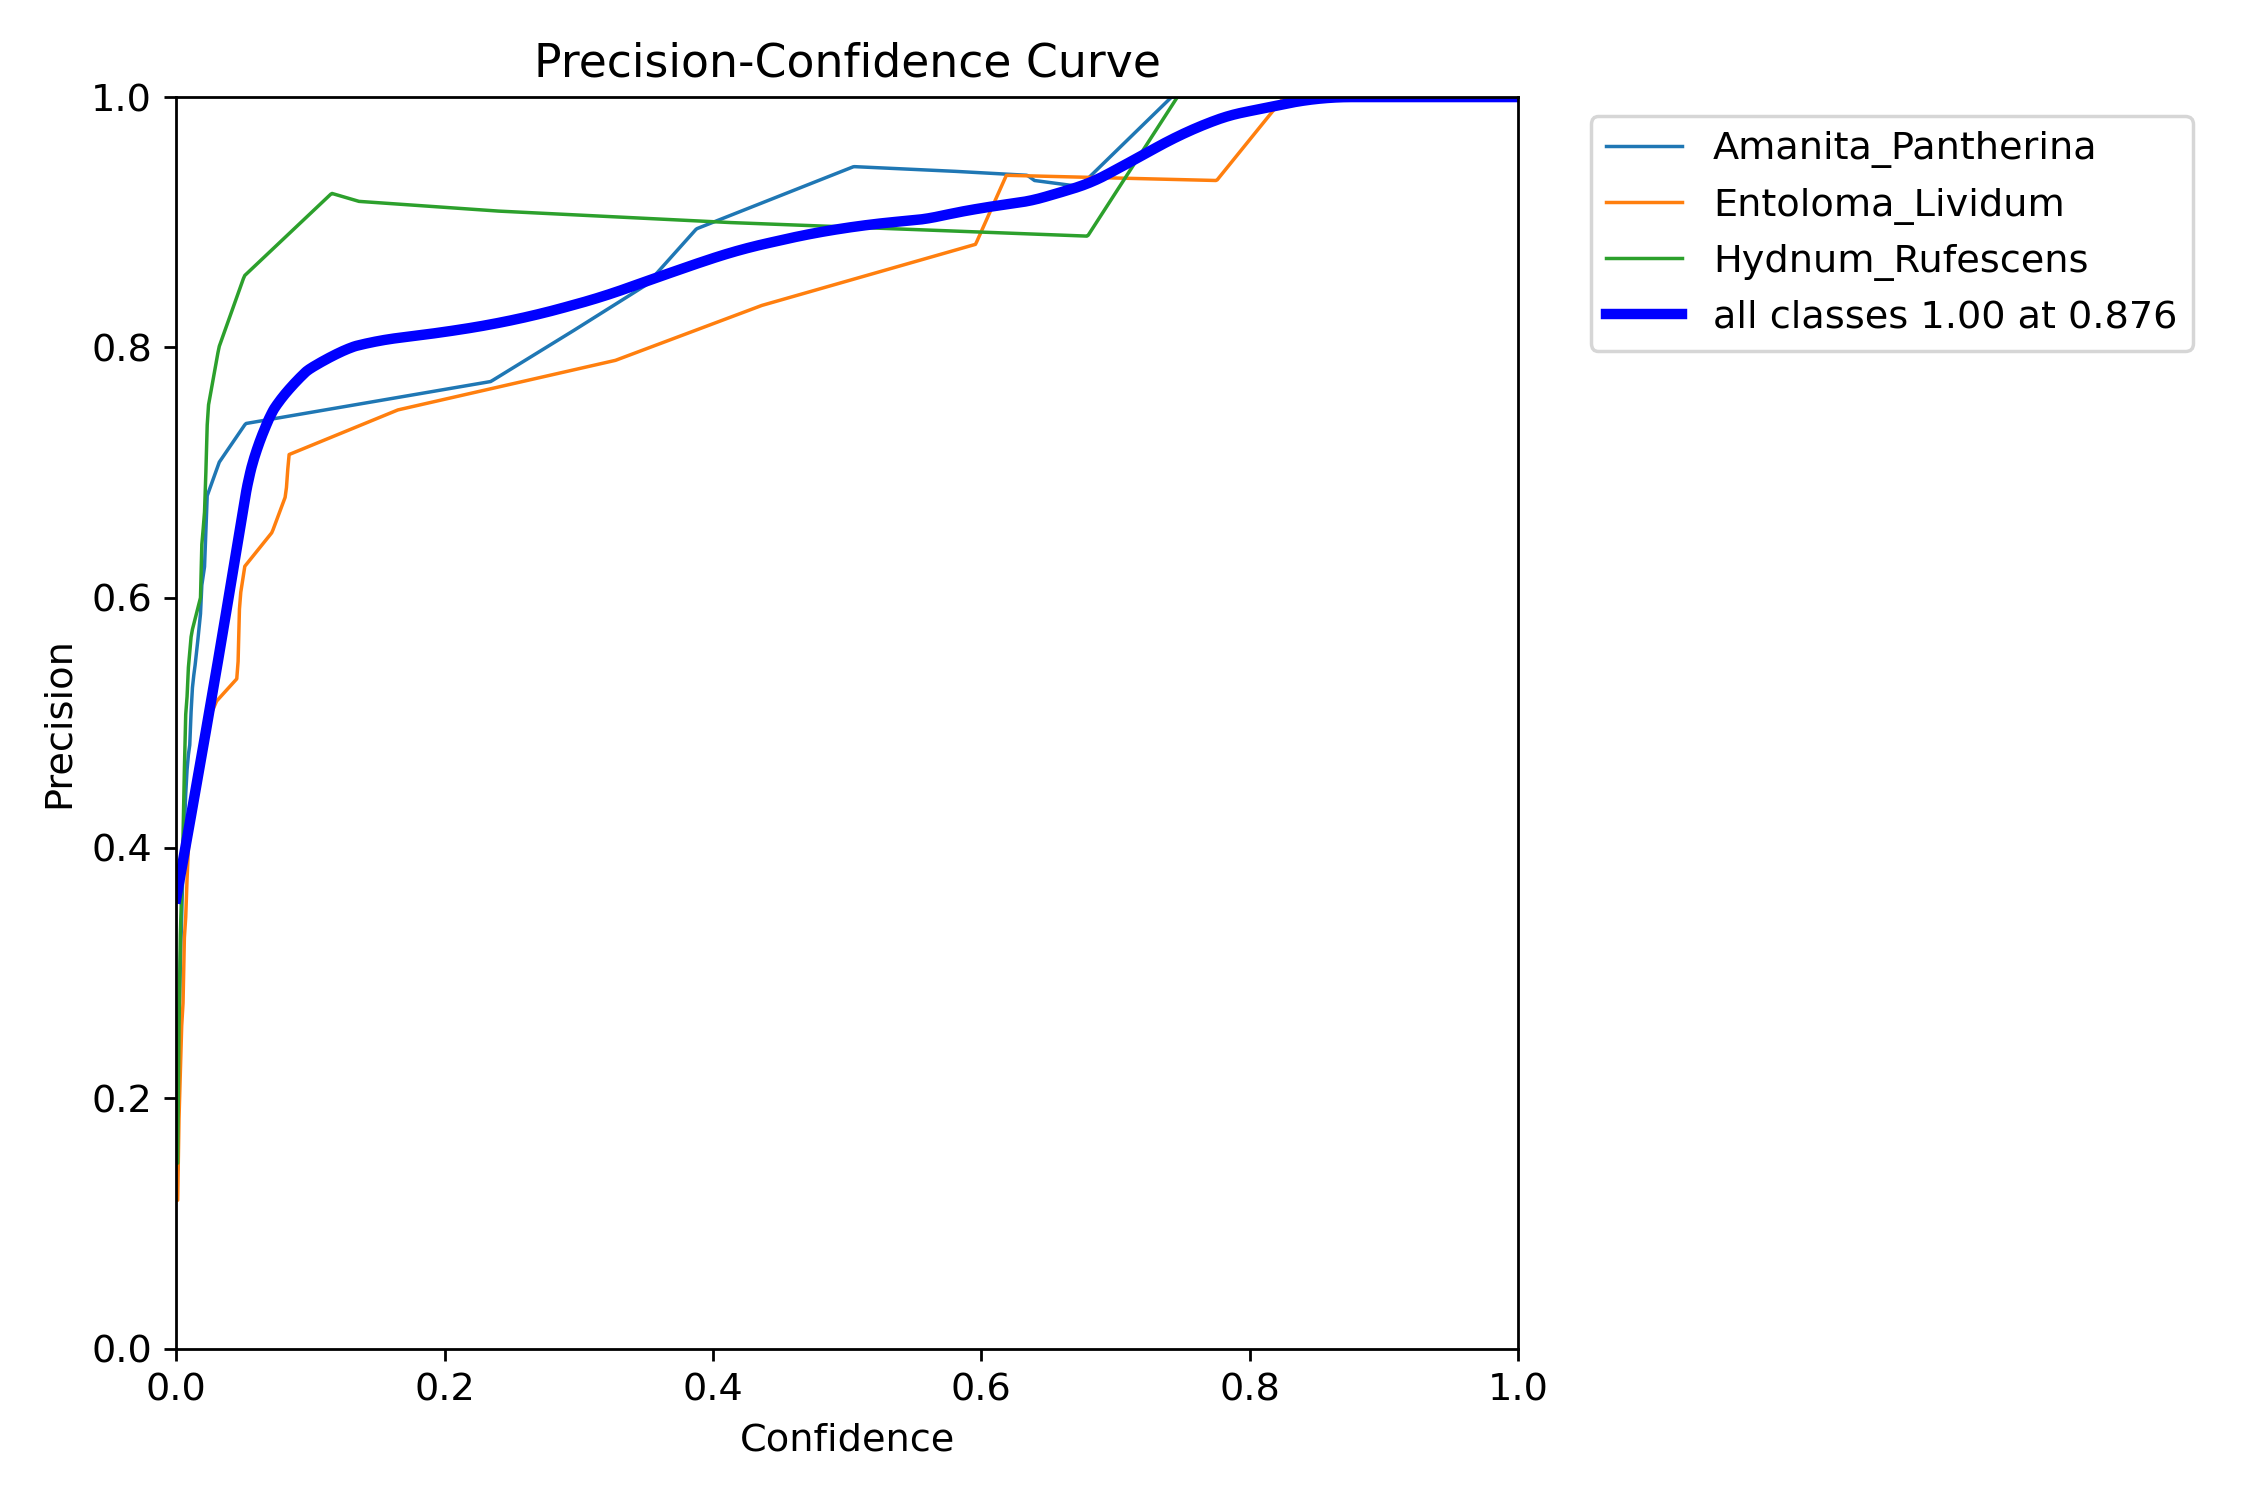 Precision-Confidence Curve
1.0
0.8
0.6
0.4
0.2
0.0
Precision
0.0 0.2 0.4 0.6 0.8 1.0
Confidence
Amanita_Pantherina
Entoloma_Lividum
Hydnum_Rufescens
all classes 1.00 at 0.876